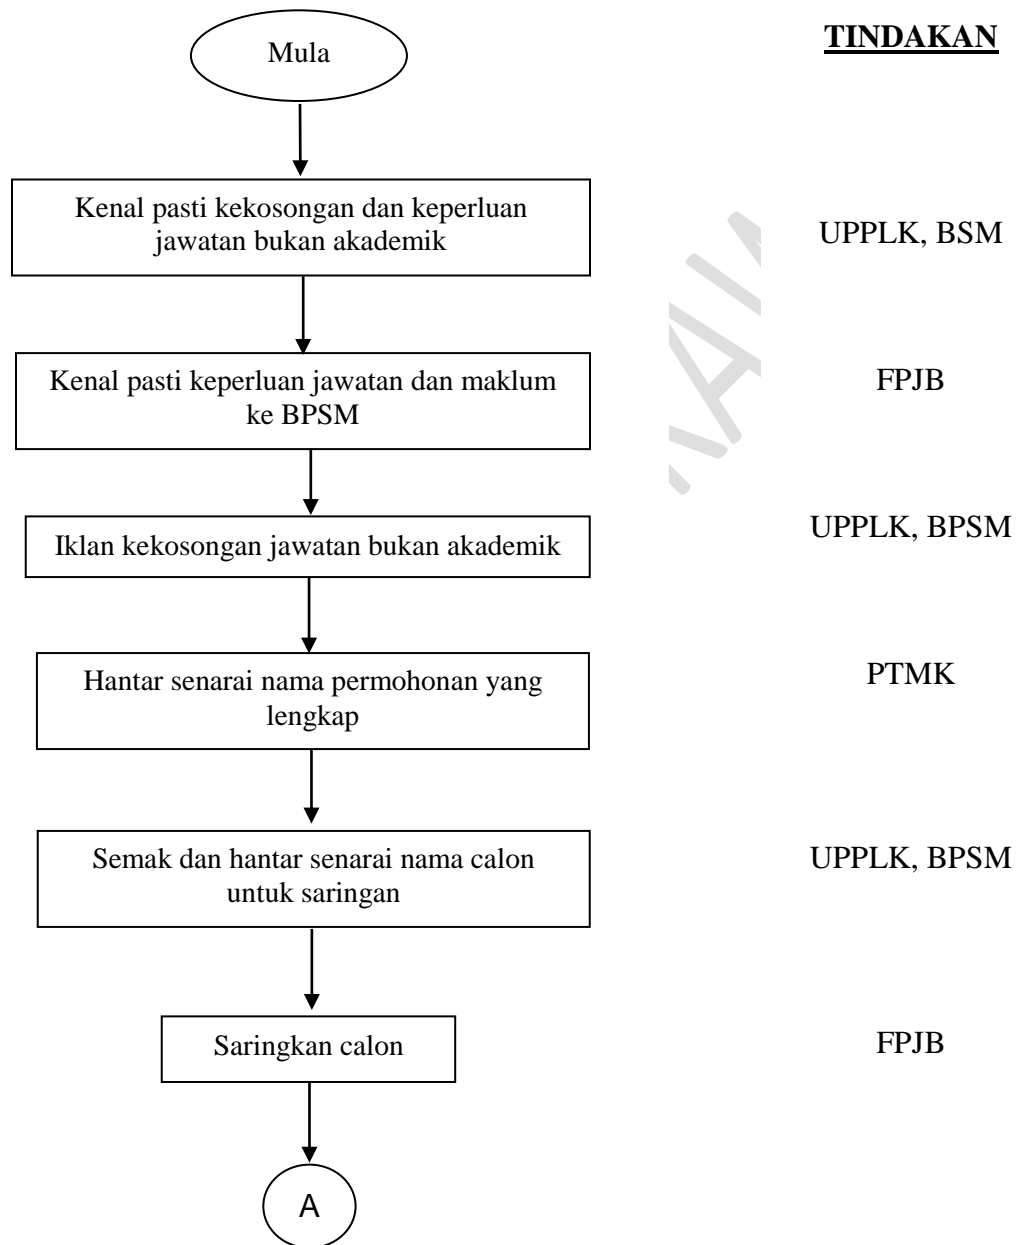 Mula
TINDAKAN
Kenal pasti kekosongan dan keperluan
jawatan bukan akademik
UPPLK, BSM
Kenal pasti keperluan jawatan dan maklum
ke BPSM
FPJB
Iklan kekosongan jawatan bukan akademik
UPPLK, BPSM
Hantar senarai nama permohonan yang
lengkap
PTMK
Semak dan hantar senarai nama calon
untuk saringan
UPPLK, BPSM
Saringkan calon
FPJB
A